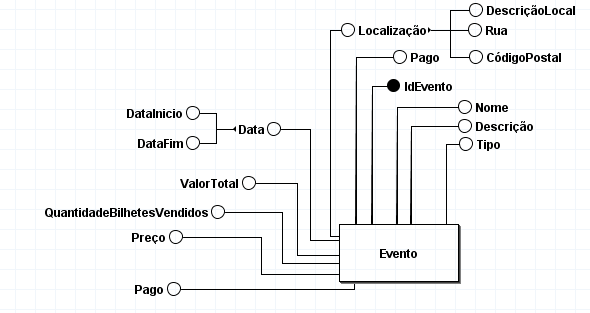 DescriçãoLocal
Localização
Rua
Pago
CódigoPostal
IdEvento
DataInicio
Nome
Data
Descrição
DataFim
Tipo
ValorTotal
QuantidadeBilhetesVendidos
Preço
Evento
Pago